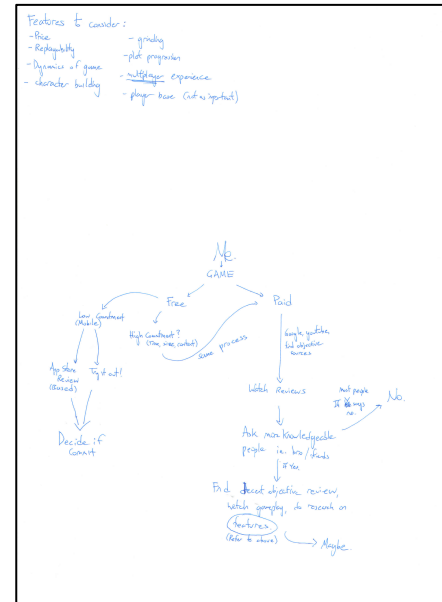 Features to consider:
- Price
- Replayability
- Dynamics of game
- character building
- grinding
- plot progression
- multiplayer experience
- player base (not as important)
Me.
GAME
Free
Paid
Low Commitment
(Mobile)
High Commitment?
(Time, area, content)
same process
App Store
Review
(Biased)
Try it out!
Decide if
Commit
Google, youtube,
find objective
sources
Watch Reviews
Most people
If says
no.
No.
Ask more knowledgeable
people i.e. bro/friends
If Yes
Find decent objective review,
watch gameplay, do research on
features.
(Refer to above)
Maybe.